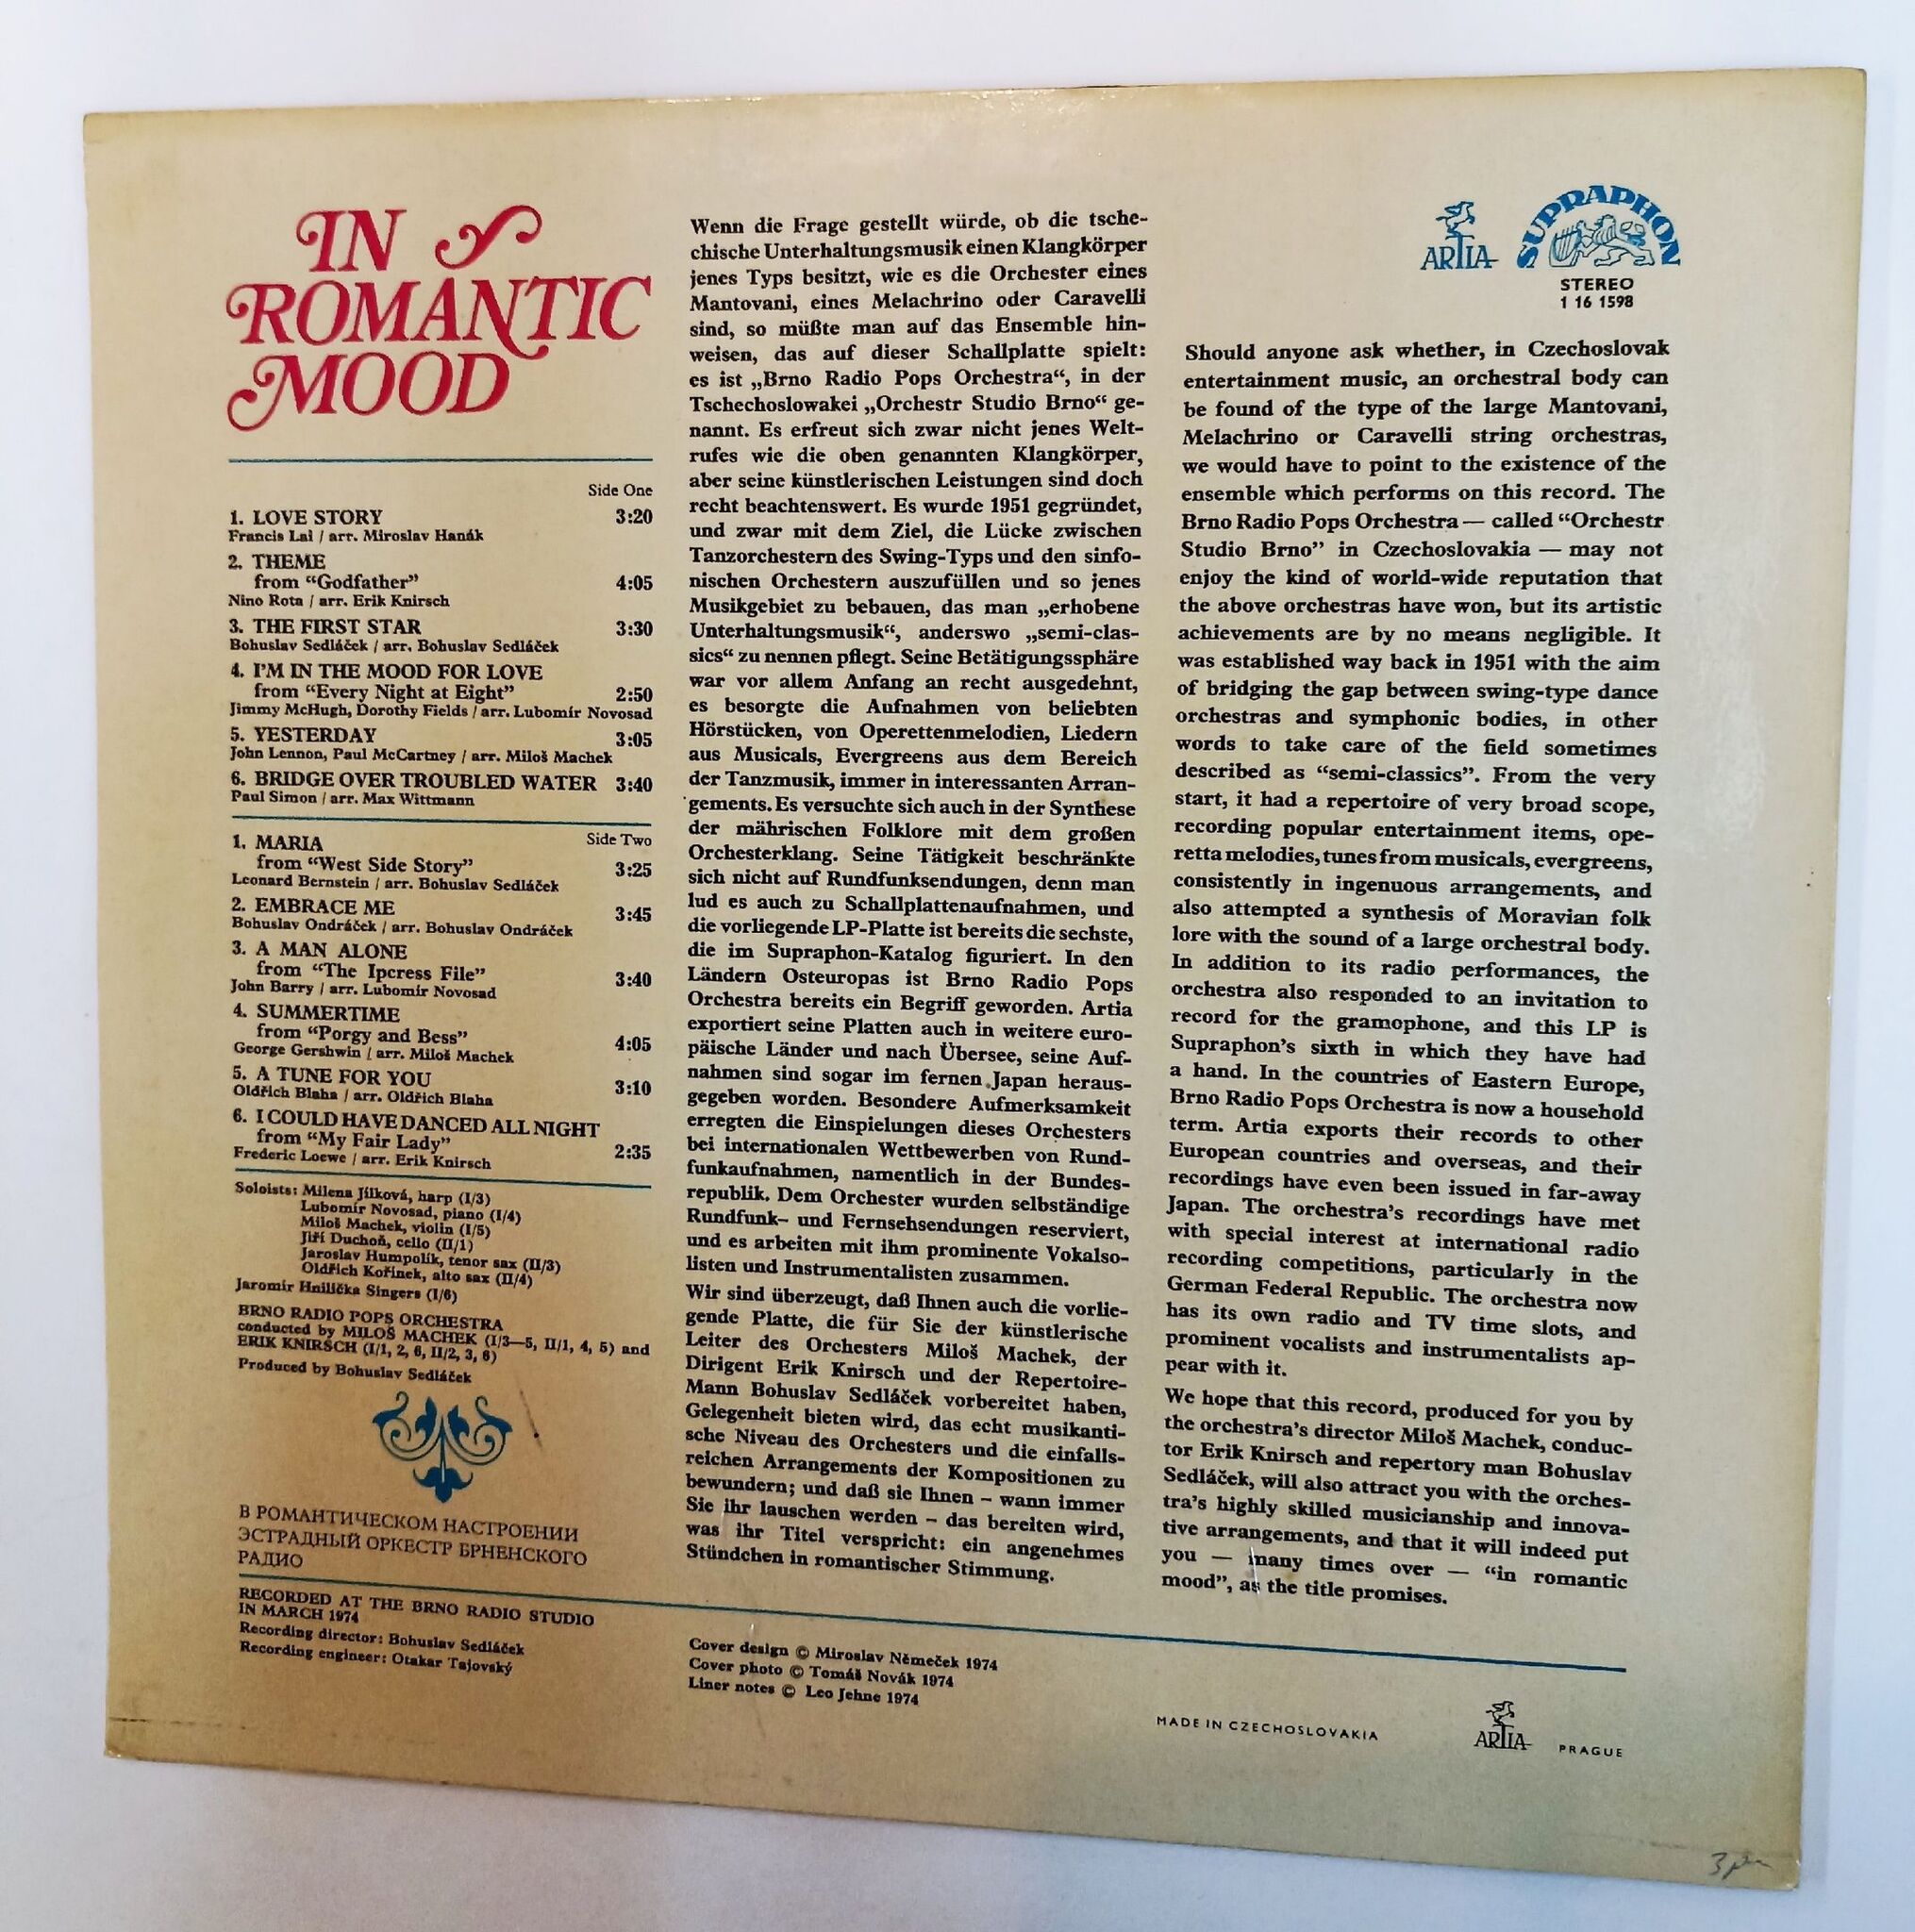 IN
ROMANTIC
MOOD
Side One
1. LOVE STORY 3:20
Francis Lai / arr. Miroslav Hanák
2. THEME
from “Godfather” 4:05
Nino Rota / arr. Erik Knirsch
3. THE FIRST STAR 3:30
Bohuslav Sedláček / arr. Bohuslav Sedláček
4. I’M IN THE MOOD FOR LOVE
from “Every Night at Eight” 2:50
Jimmy McHugh, Dorothy Fields / arr. Lubomír Novosad
5. YESTERDAY 3:05
John Lennon, Paul McCartney / arr. Miloš Machek
6. BRIDGE OVER TROUBLED WATER 3:40
Paul Simon / arr. Max Wittmann
Side Two
1. MARIA
from “West Side Story” 3:25
Leonard Bernstein / arr. Bohuslav Sedláček
2. EMBRACE ME 3:45
Bohuslav Ondráček / arr. Bohuslav Ondráček
3. A MAN ALONE
from “The Ipcress File” 3:40
John Barry / arr. Lubomír Novosad
4. SUMMERTIME
from “Porgy and Bess” 4:05
George Gershwin / arr. Miloš Machek
5. A TUNE FOR YOU 3:10
Oldřich Blaha / arr. Oldřich Blaha
6. I COULD HAVE DANCED ALL NIGHT
from “My Fair Lady” 2:35
Frederic Loewe / arr. Erik Knirsch
Soloists: Milena Jílková, harp (I/3)
Lubomír Novosad, piano (I/4)
Miloš Machek, violin (I/5)
Jiří Duchoň, cello (II/1)
Jaroslav Humpolík, tenor sax (II/3)
Oldřich Kořínek, alto sax (II/4)
Jaromír Hnilička Singers (I/6)
BRNO RADIO POPS ORCHESTRA
conducted by MILOŠ MACHEK (I/3—5, II/1, 4, 5) and
ERIK KNIRSCH (I/1, 2, 6, II/2, 3, 6)
Produced by Bohuslav Sedláček
В РОМАНТИЧЕСКОМ НАСТРОЕНИИ
ЭСТРАДНЫЙ ОРКЕСТР БРНЕНСКОГО
РАДИО
RECORDED AT THE BRNO RADIO STUDIO
IN MARCH 1974
Recording director: Bohuslav Sedláček
Recording engineer: Otakar Tajovský
Wenn die Frage gestellt würde, ob die tsche-
chische Unterhaltungsmusik einen Klangkörper
jenes Typs besitzt, wie es die Orchester eines
Mantovani, eines Melachrino oder Caravelli
sind, so müßte man auf das Ensemble hin-
weisen, das auf dieser Schallplatte spielt:
es ist „Brno Radio Pops Orchestra“, in der
Tschechoslowakei „Orchestr Studio Brno“ ge-
nannt. Es erfreut sich zwar nicht jenes Welt-
rufes wie die oben genannten Klangkörper,
aber seine künstlerischen Leistungen sind doch
recht beachtenswert. Es wurde 1951 gegründet,
und zwar mit dem Ziel, die Lücke zwischen
Tanzorchestern des Swing-Typs und den sinfo-
nischen Orchestern auszufüllen und so jenes
Musikgebiet zu bebauen, das man „erhobene
Unterhaltungsmusik“, anderswo „semi-clas-
sics“ zu nennen pflegt. Seine Betätigungssphäre
war vor allem Anfang an recht ausgedehnt,
es besorgte die Aufnahmen von beliebten
Hörstücken, von Operettenmelodien, Liedern
aus Musicals, Evergreens aus dem Bereich
der Tanzmusik, immer in interessanten Arran-
gements. Es versuchte sich auch in der Synthese
der mährischen Folklore mit dem großen
Orchesterklang. Seine Tätigkeit beschränkte
sich nicht auf Rundfunksendungen, denn man
lud es auch zu Schallplattenaufnahmen, und
die vorliegende LP-Platte ist bereits die sechste,
die im Supraphon-Katalog figuriert. In den
Ländern Osteuropas ist Brno Radio Pops
Orchestra bereits ein Begriff geworden. Artia
exportiert seine Platten auch in weitere euro-
päische Länder und nach Übersee, seine Auf-
nahmen sind sogar im fernen Japan heraus-
gegeben worden. Besondere Aufmerksamkeit
erregten die Einspielungen dieses Orchesters
bei internationalen Wettbewerben von Rund-
funkaufnahmen, namentlich in der Bundes-
republik. Dem Orchester wurden selbständige
Rundfunk- und Fernsehsendungen reserviert,
und es arbeiten mit ihm prominente Vokalso-
listen und Instrumentalisten zusammen.
Wir sind überzeugt, daß Ihnen auch die vorlie-
gende Platte, die für Sie der künstlerische
Leiter des Orchesters Miloš Machek, der
Dirigent Erik Knirsch und der Repertoire-
Mann Bohuslav Sedláček vorbereitet haben,
Gelegenheit bieten wird, das echt musikanti-
sche Niveau des Orchesters und die einfalls-
reichen Arrangements der Kompositionen zu
bewundern; und daß sie Ihnen – wann immer
Sie ihr lauschen werden – das bereiten wird,
was ihr Titel verspricht: ein angenehmes
Stündchen in romantischer Stimmung.
Cover design © Miroslav Němeček 1974
Cover photo © Tomáš Novák 1974
Liner notes © Leo Jehne 1974
ARTIA
SUPRAPHON
STEREO
1 16 1598
Should anyone ask whether, in Czechoslovak
entertainment music, an orchestral body can
be found of the type of the large Mantovani,
Melachrino or Caravelli string orchestras,
we would have to point to the existence of the
ensemble which performs on this record. The
Brno Radio Pops Orchestra — called “Orchestr
Studio Brno” in Czechoslovakia — may not
enjoy the kind of world-wide reputation that
the above orchestras have won, but its artistic
achievements are by no means negligible. It
was established way back in 1951 with the aim
of bridging the gap between swing-type dance
orchestras and symphonic bodies, in other
words to take care of the field sometimes
described as “semi-classics”. From the very
start, it had a repertoire of very broad scope,
recording popular entertainment items, ope-
retta melodies, tunes from musicals, evergreens,
consistently in ingenuous arrangements, and
also attempted a synthesis of Moravian folk
lore with the sound of a large orchestral body.
In addition to its radio performances, the
orchestra also responded to an invitation to
record for the gramophone, and this LP is
Supraphon’s sixth in which they have had
a hand. In the countries of Eastern Europe,
Brno Radio Pops Orchestra is now a household
term. Artia exports their records to other
European countries and overseas, and their
recordings have even been issued in far-away
Japan. The orchestra’s recordings have met
with special interest at international radio
recording competitions, particularly in the
German Federal Republic. The orchestra now
has its own radio and TV time slots, and
prominent vocalists and instrumentalists ap-
pear with it.
We hope that this record, produced for you by
the orchestra’s director Miloš Machek, conduc-
tor Erik Knirsch and repertory man Bohuslav
Sedláček, will also attract you with the orches-
tra’s highly skilled musicianship and innova-
tive arrangements, and that it will indeed put
you — many times over — “in romantic
mood”, as the title promises.
MADE IN CZECHOSLOVAKIA
ARTIA
PRAGUE